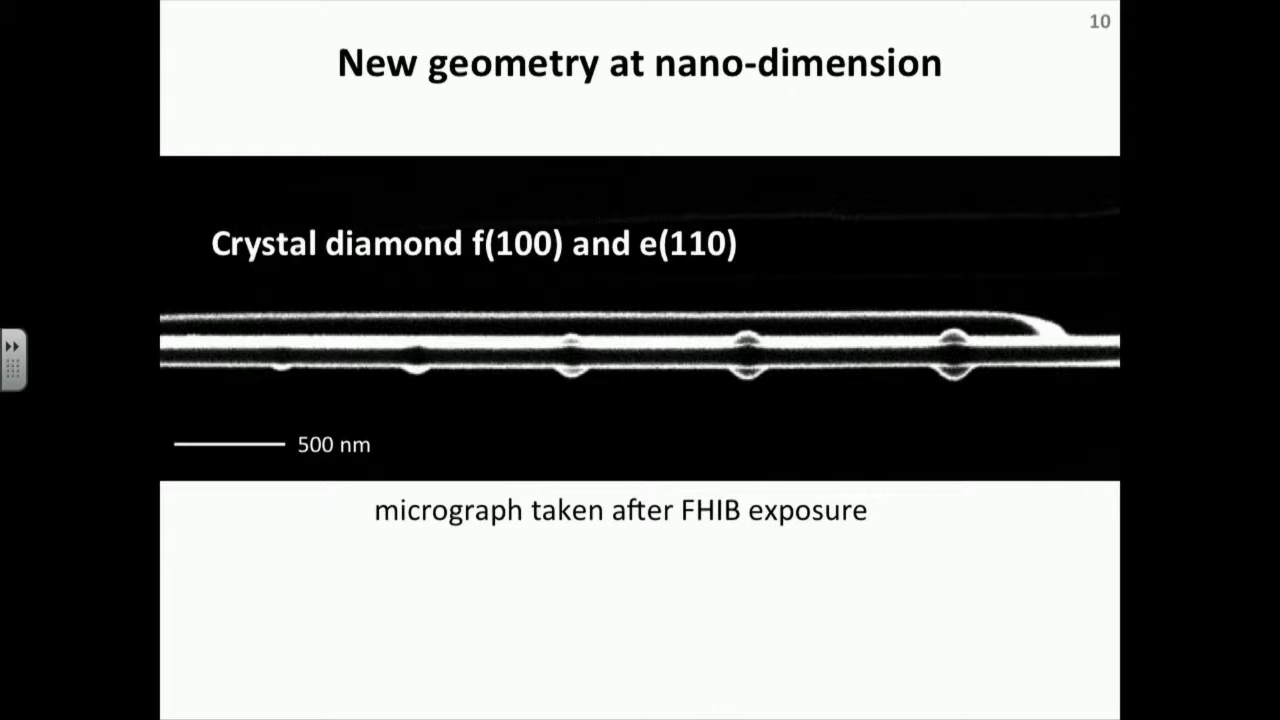 10
New geometry at nano-dimension
Crystal diamond f(100) and e(110)
500 nm
micrograph taken after FHIB exposure